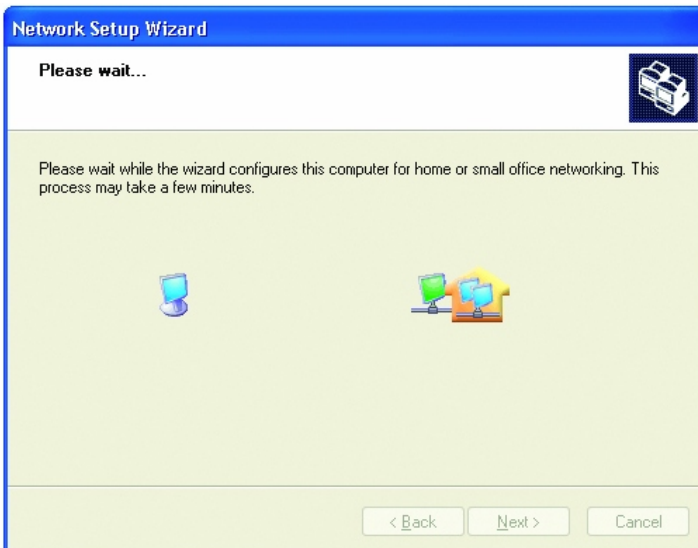 Network Setup Wizard
Please wait...
Please wait while the wizard configures this computer for home or small office networking. This
process may take a few minutes.
< Back
Next >
Cancel